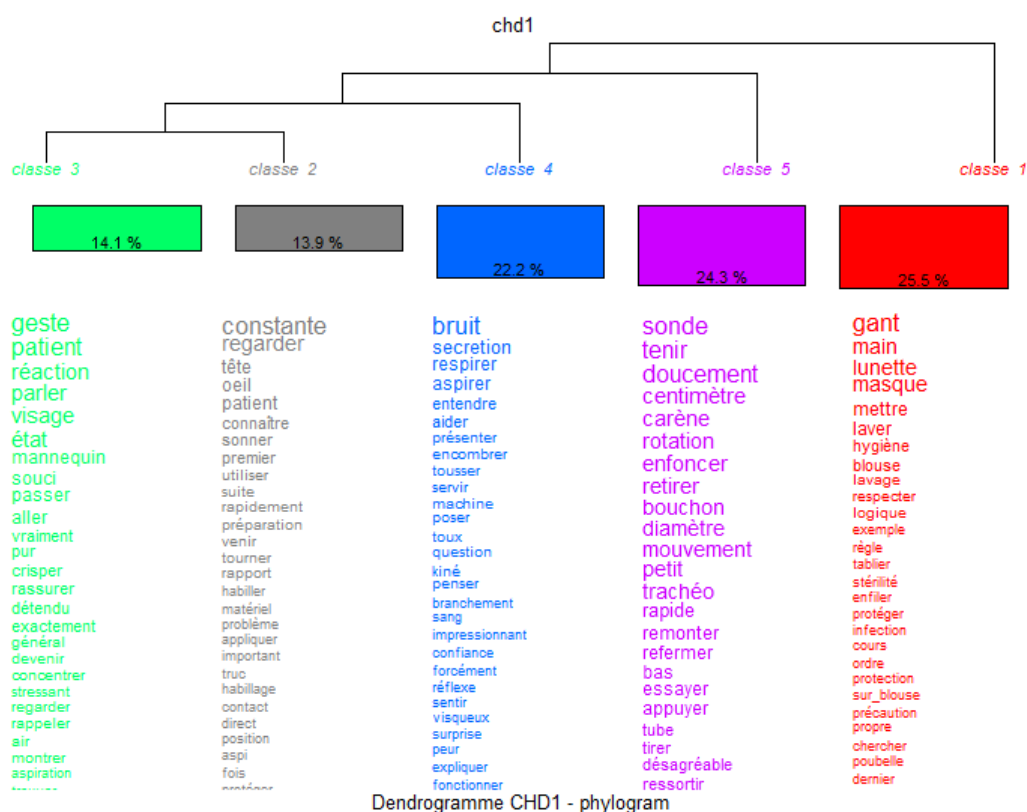 chd1
classe 3
classe 2
classe 4
classe 5
classe 1
14.1 %
13.9 %
22.2 %
24.3 %
25.5 %
geste
patient
réaction
parler
visage
état
mannequin
souci
passer
aller
vraiment
pur
crisper
rassurer
détendu
exactement
général
devenir
concentrer
stressant
regarder
rappeler
air
montrer
aspiration
constante
regarder
tête
oeil
patient
connaître
sonner
premier
utiliser
suite
rapidement
préparation
venir
tourner
rapport
habiller
matériel
problème
appliquer
important
truc
habillage
contact
direct
position
aspi
fois
protéger
bruit
secretion
respirer
aspirer
entendre
aider
présenter
encombrer
tousser
servir
machine
poser
toux
question
kiné
penser
branchement
sang
impressionnant
confiance
forcément
réflexe
sentir
visqueux
surprise
peur
expliquer
fonctionner
sonde
tenir
doucement
centimètre
carène
rotation
enfoncer
retirer
bouchon
diamètre
mouvement
petit
trachéo
rapide
remonter
refermer
bas
essayer
appuyer
tube
tirer
désagréable
ressortir
gant
main
lunette
masque
mettre
laver
hygiène
blouse
lavage
respecter
logique
exemple
règle
tablier
stérilité
enfiler
protéger
infection
cours
ordre
protection
sur_blouse
précaution
propre
chercher
poubelle
dernier
Dendrogramme CHD1 - phylogram